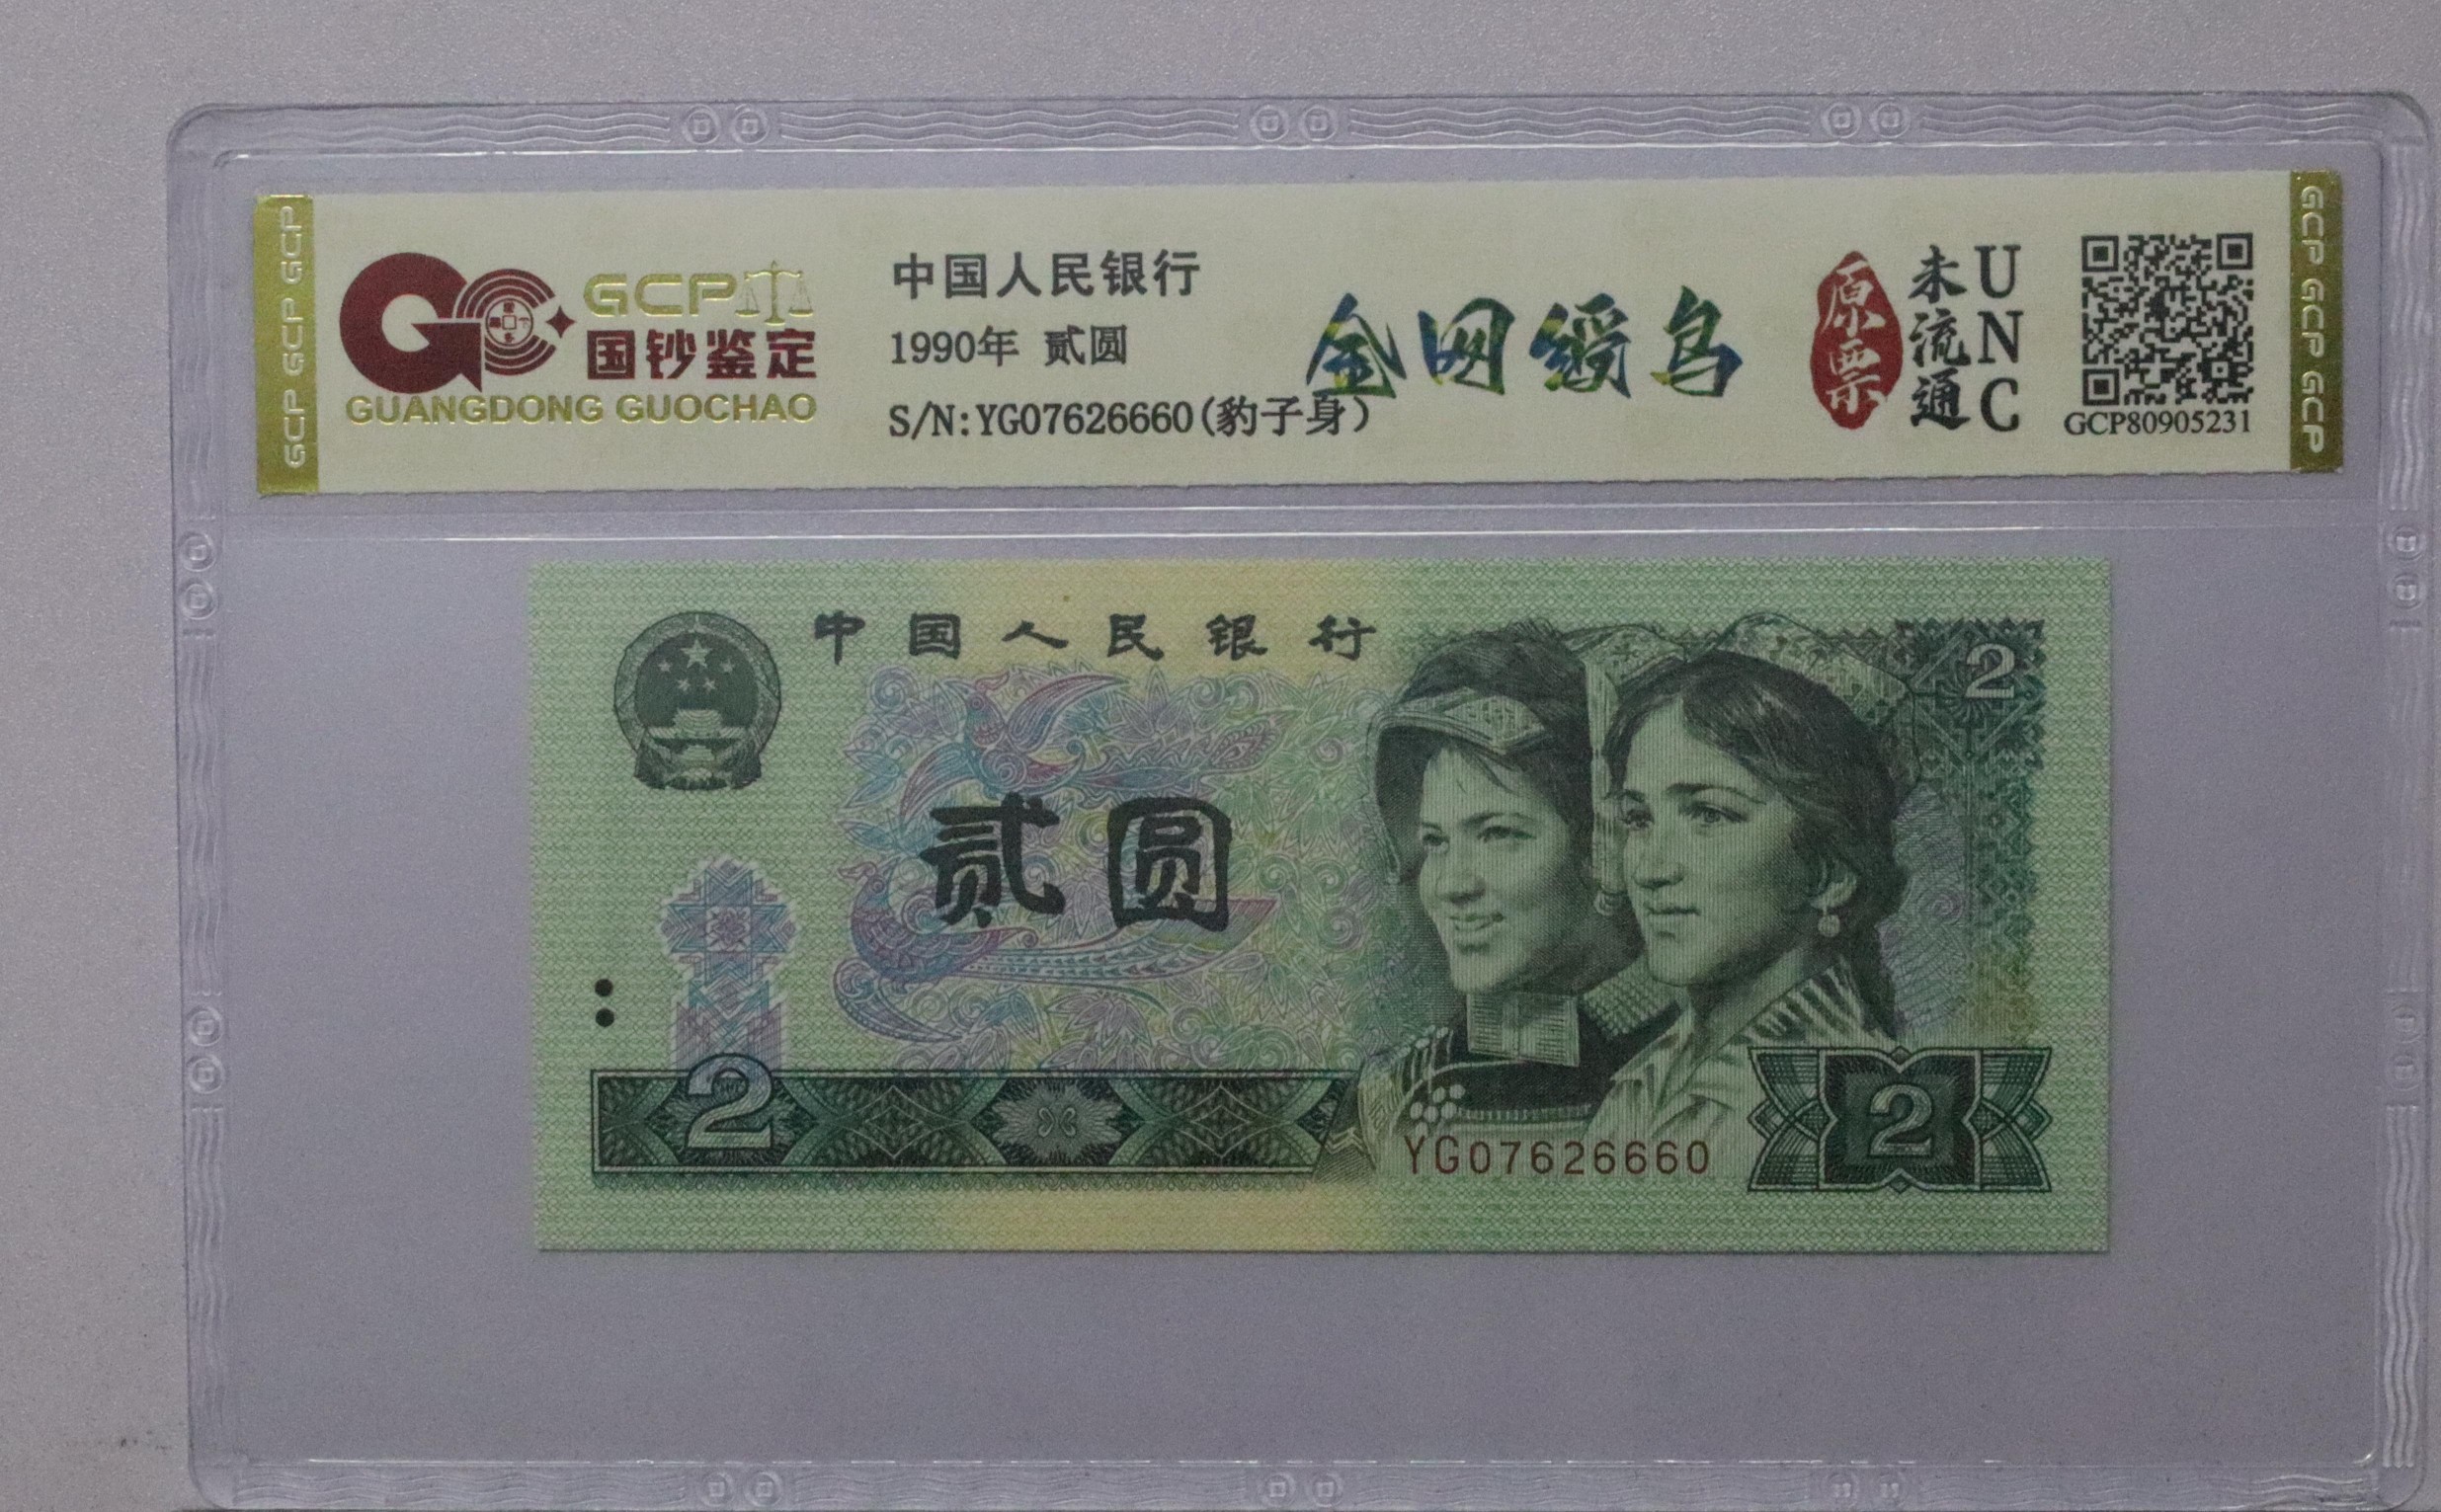 GCP GCP GCP
GCP
国钞鉴定
GUANGDONG GUOCHAO
中国人民银行
1990年 贰圆
S/N:YG07626660(豹子身)
金网绶鸟
原票
未流通
UNC
GCP80905231
GCP GCP GCP
中国人民银行
2
贰圆
2
YG07626660
2